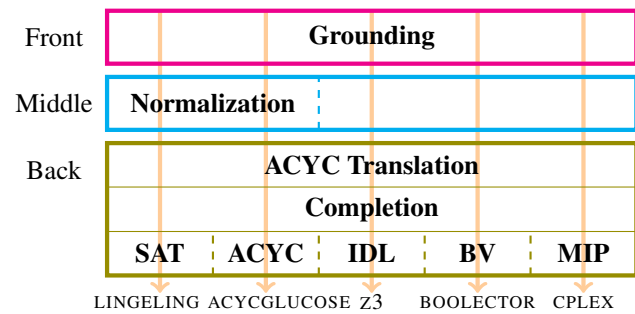 Front Grounding
Middle Normalization
Back ACYC Translation
Completion
SAT ACYC IDL BV MIP
LINGELING ACYCGLUCOSE Z3 BOOLECTOR CPLEX